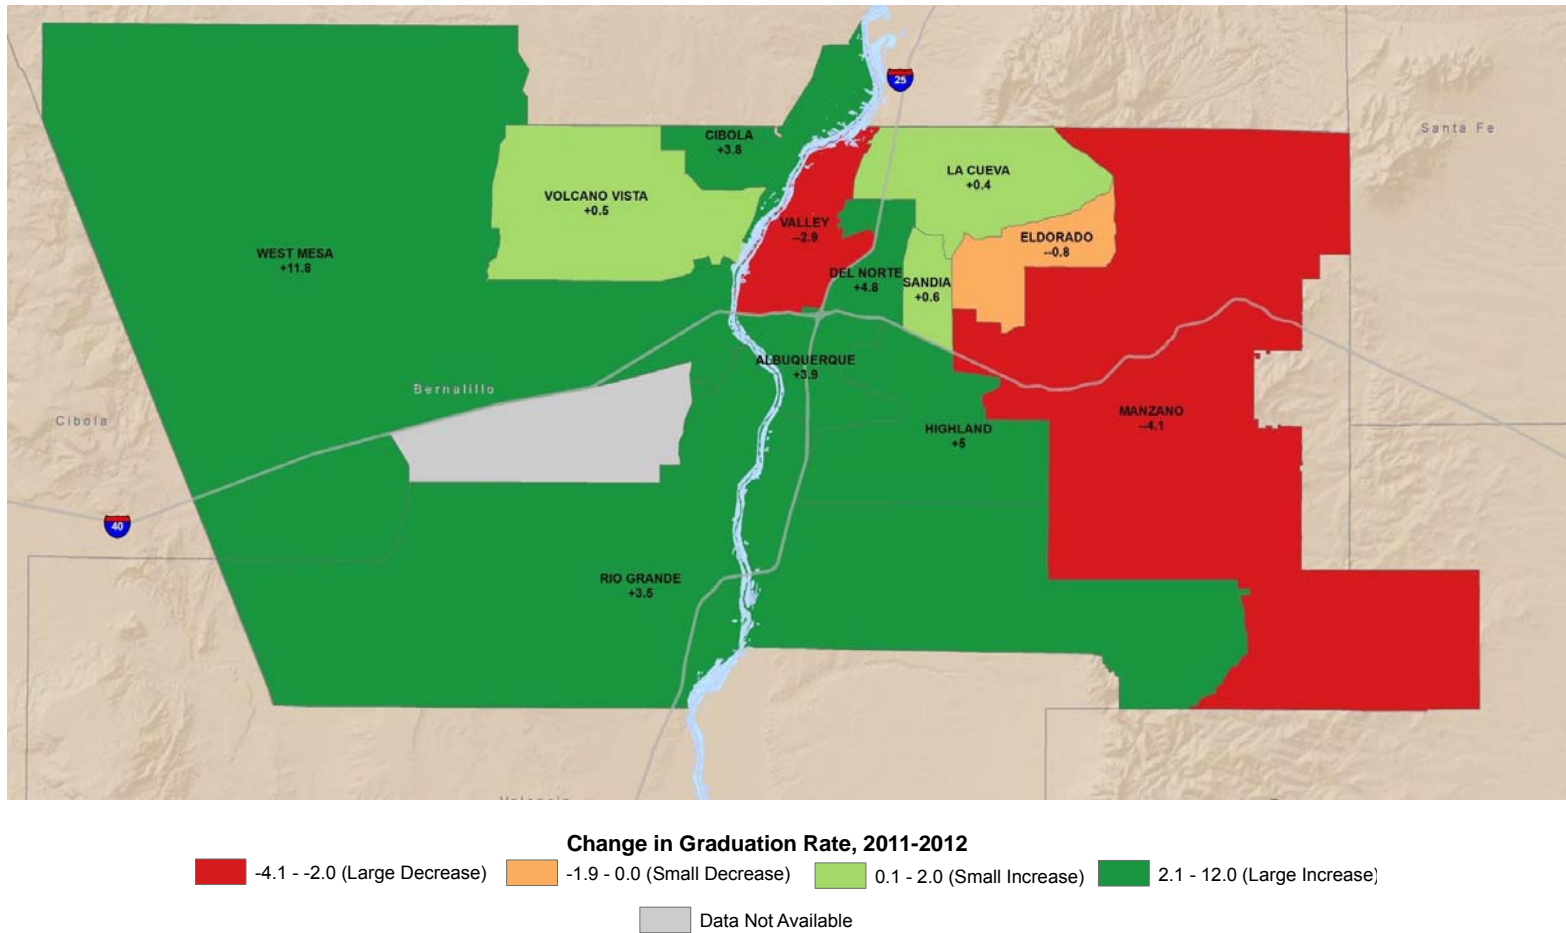 25
Santa Fe
CIBOLA
+3.8
LA CUEVA
+0.4
VOLCANO VISTA
+0.5
VALLEY
--2.9
ELDORADO
--0.8
WEST MESA
+11.8
DEL NORTE
+4.8
SANDIA
+0.6
ALBUQUERQUE
+3.9
Bernalillo
Cibola
MANZANO
--4.1
HIGHLAND
+5
40
RIO GRANDE
+3.5
Change in Graduation Rate, 2011-2012
-4.1 - -2.0 (Large Decrease)
-1.9 - 0.0 (Small Decrease)
0.1 - 2.0 (Small Increase)
2.1 - 12.0 (Large Increase)
Data Not Available